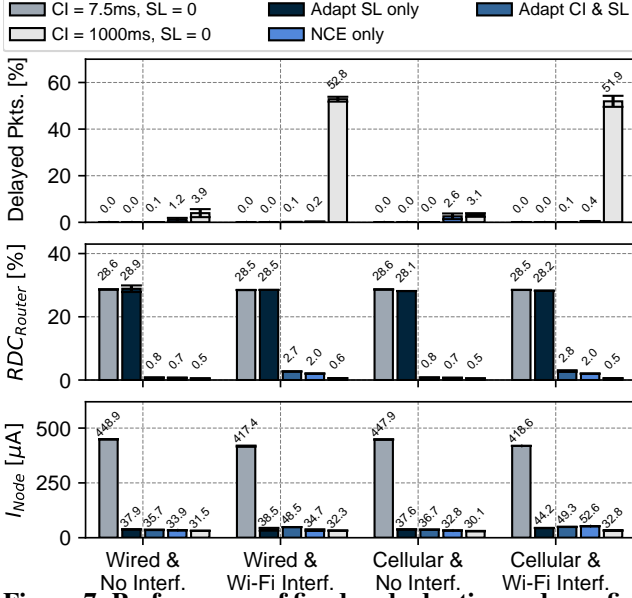 CI = 7.5ms, SL = 0 Adapt SL only Adapt CI & SL
CI = 1000ms, SL = 0 NCE only
Delayed Pkts. [%]
60
40
20
0
0.0 0.0 0.1 1.2 3.9 0.0 0.0 0.1 0.2 52.8 0.0 0.0 0.0 2.6 3.1 0.0 0.0 0.1 0.4 51.9
RDC_Router [%]
40
20
0
28.6 28.9 0.8 0.7 0.5 28.5 28.5 2.7 2.0 0.6 28.6 28.1 0.8 0.7 0.5 28.5 28.2 2.8 2.0 0.5
I_Node [μA]
500
250
0
448.9 37.9 35.7 33.9 31.5 417.4 38.5 48.5 34.7 32.3 447.9 37.6 36.7 32.8 30.1 418.6 44.2 49.3 52.6 32.8
Wired & Wired & Cellular & Cellular &
No Interf. Wi-Fi Interf. No Interf. Wi-Fi Interf.